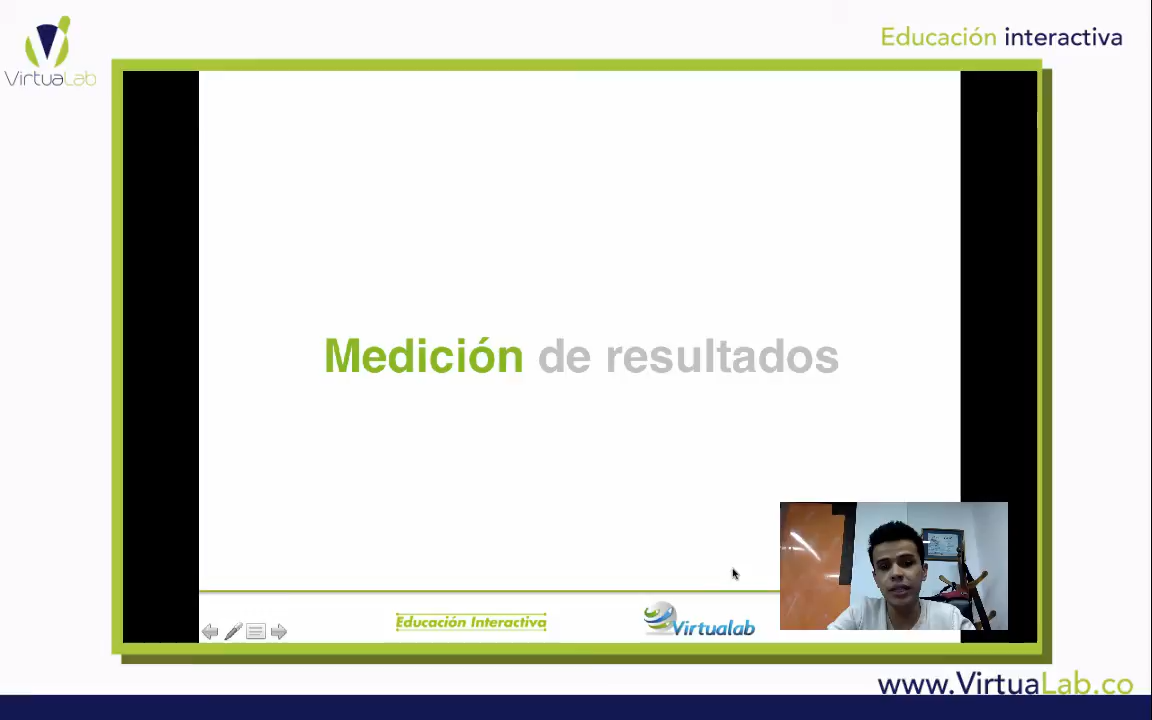 VirtuaLab
Educación interactiva
Medición de resultados
Educación Interactiva
Virtualab
www.VirtuaLab.co